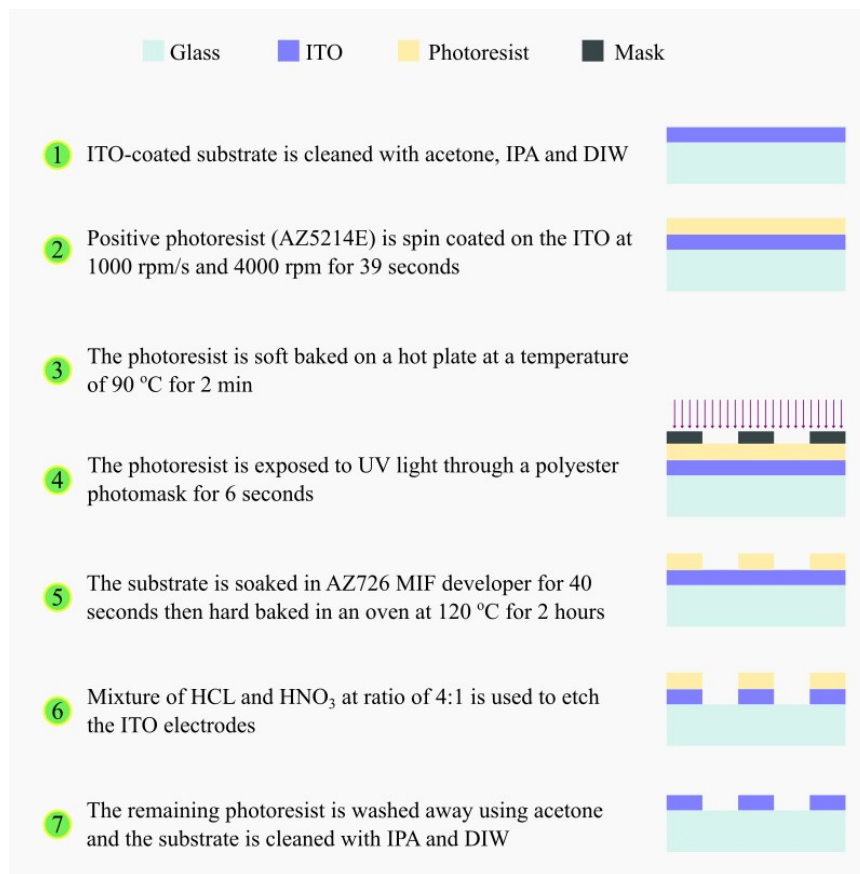 Glass ITO Photoresist Mask
1 ITO-coated substrate is cleaned with acetone, IPA and DIW
2 Positive photoresist (AZ5214E) is spin coated on the ITO at
1000 rpm/s and 4000 rpm for 39 seconds
3 The photoresist is soft baked on a hot plate at a temperature
of 90 °C for 2 min
4 The photoresist is exposed to UV light through a polyester
photomask for 6 seconds
5 The substrate is soaked in AZ726 MIF developer for 40
seconds then hard baked in an oven at 120 °C for 2 hours
6 Mixture of HCL and HNO₃ at ratio of 4:1 is used to etch
the ITO electrodes
7 The remaining photoresist is washed away using acetone
and the substrate is cleaned with IPA and DIW